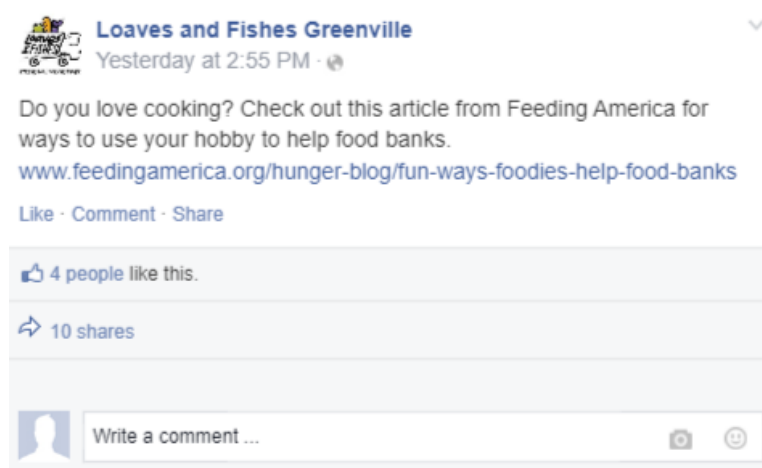 Loaves and Fishes Greenville
Yesterday at 2:55 PM ·
Do you love cooking? Check out this article from Feeding America for
ways to use your hobby to help food banks.
www.feedingamerica.org/hunger-blog/fun-ways-foodies-help-food-banks
Like · Comment · Share
4 people like this.
10 shares
Write a comment ...